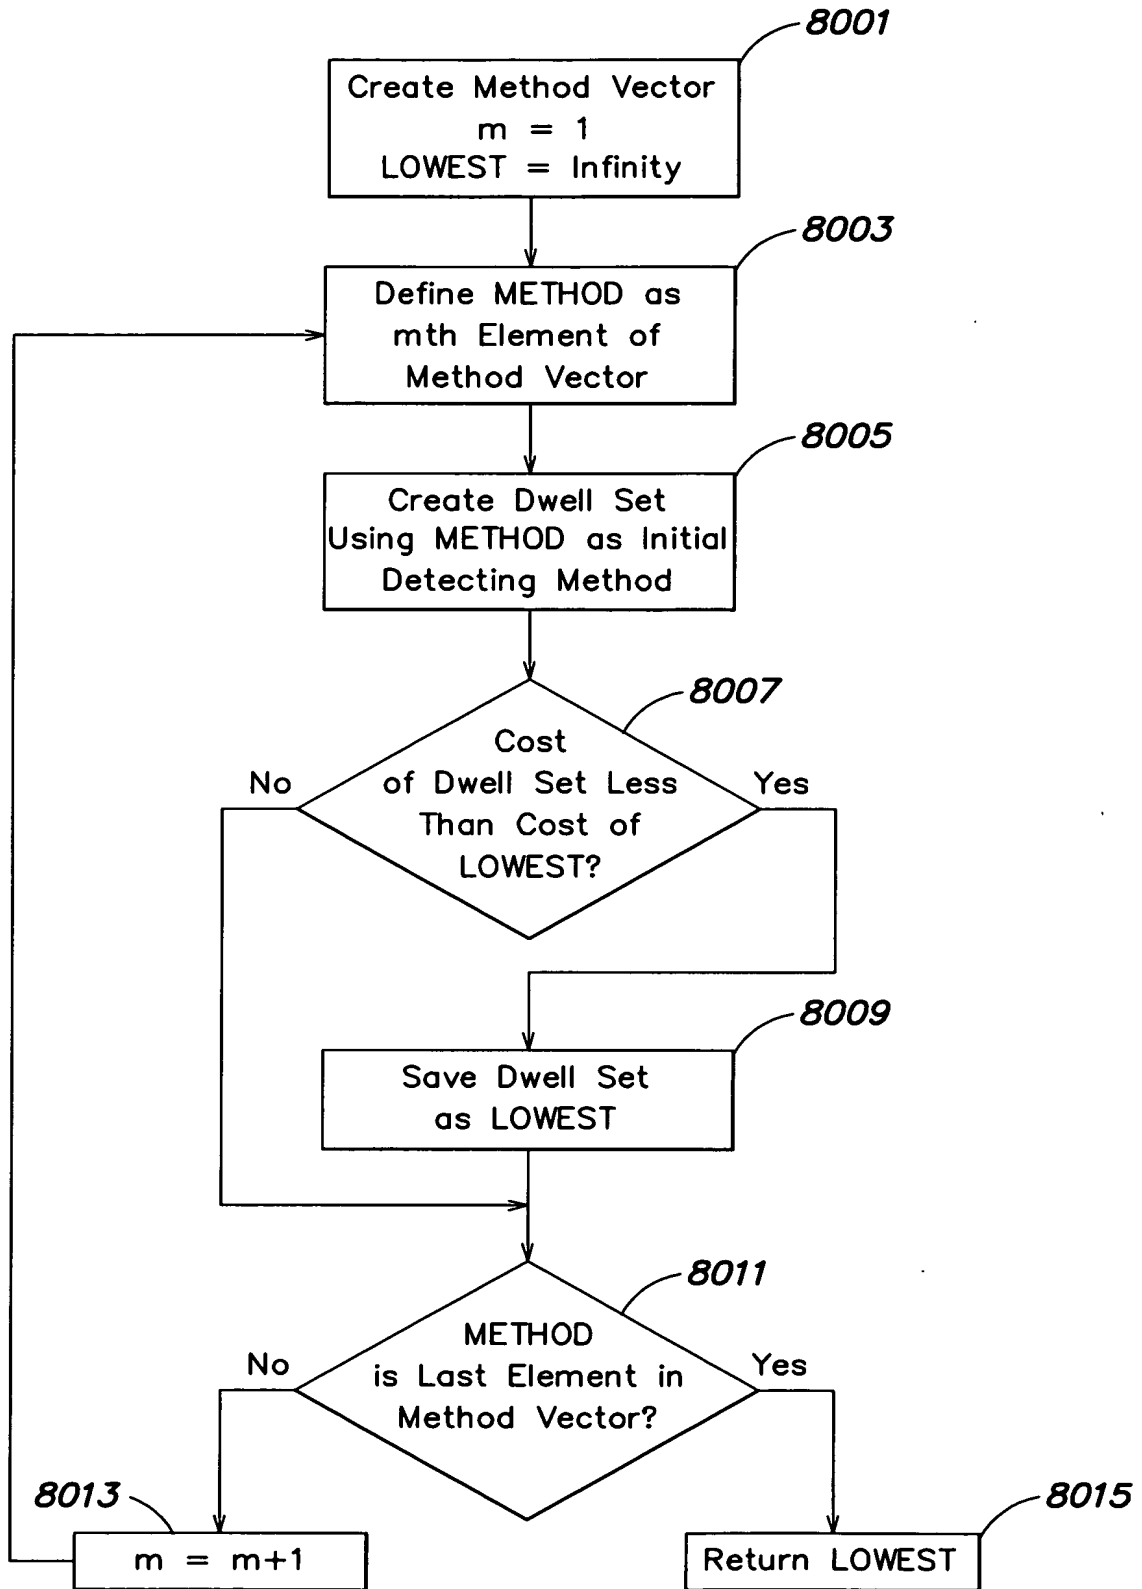 8001
Create Method Vector
m = 1
LOWEST = Infinity
8003
Define METHOD as
mth Element of
Method Vector
8005
Create Dwell Set
Using METHOD as Initial
Detecting Method
8007
Cost
of Dwell Set Less
Than Cost of
LOWEST?
No
Yes
8009
Save Dwell Set
as LOWEST
8011
METHOD
is Last Element in
Method Vector?
No
Yes
8013
m = m+1
8015
Return LOWEST